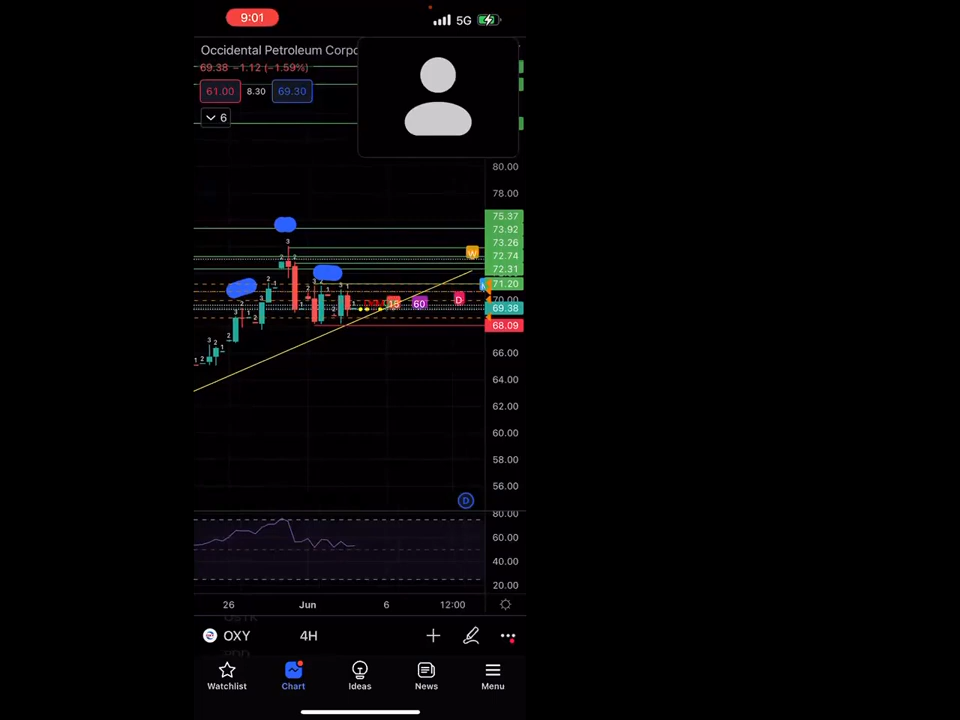 9:01
5G
Occidental Petroleum Corpo
69.38 −1.12 (−1.59%)
61.00 8.30 69.30
6
80.00
78.00
75.37
73.92
73.26
72.74
72.31
71.20
70.00
69.38
68.09
66.00
64.00
62.00
60.00
58.00
56.00
W
15 60 D
D
80.00
60.00
40.00
20.00
26 Jun 6 12:00
OXY 4H
Watchlist Chart Ideas News Menu